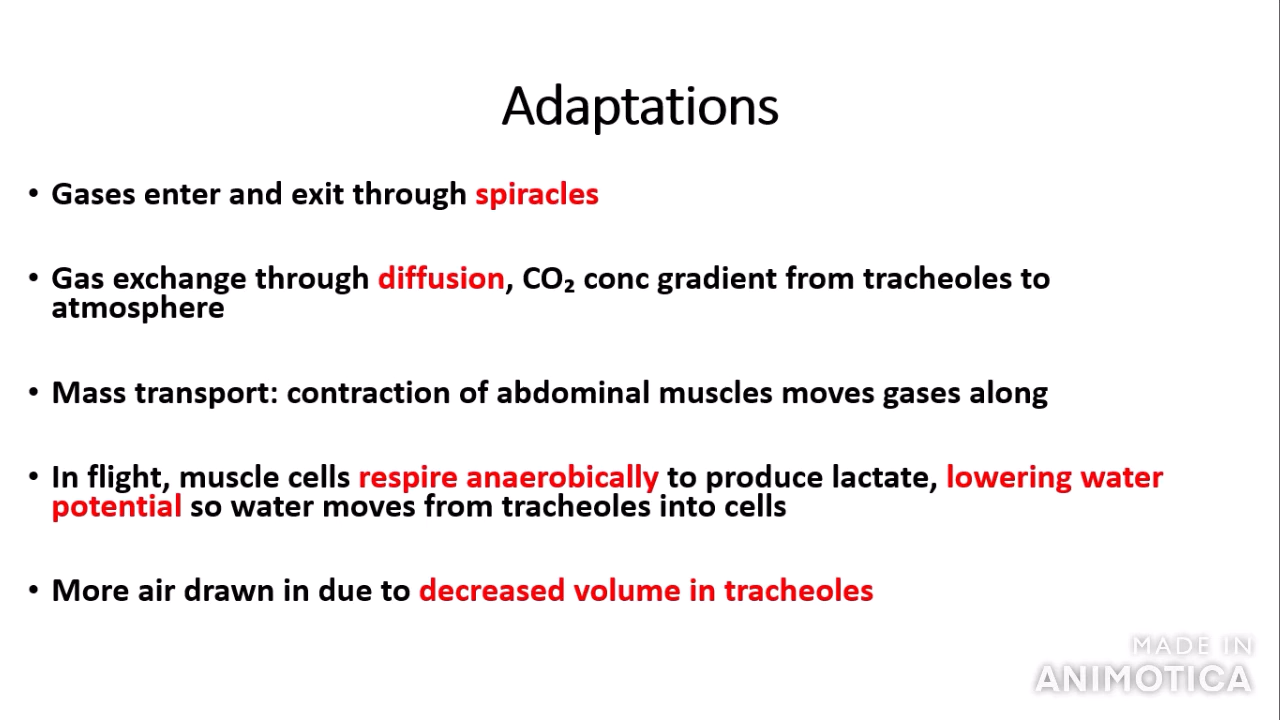 Adaptations
• Gases enter and exit through spiracles
• Gas exchange through diffusion, CO₂ conc gradient from tracheoles to
atmosphere
• Mass transport: contraction of abdominal muscles moves gases along
• In flight, muscle cells respire anaerobically to produce lactate, lowering water
potential so water moves from tracheoles into cells
• More air drawn in due to decreased volume in tracheoles
MADE IN
ANIMOTICA